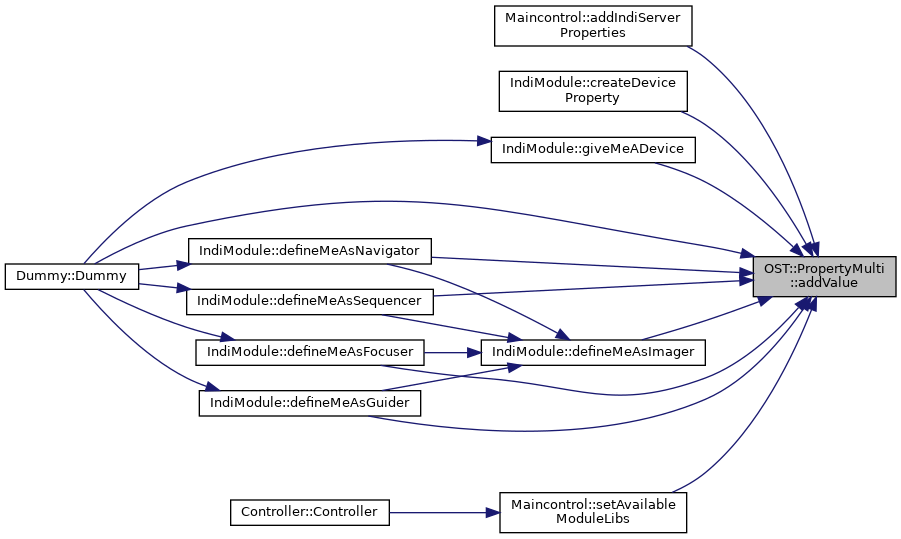 Maincontrol::addIndiServer
Properties
IndiModule::createDevice
Property
IndiModule::giveMeADevice
IndiModule::defineMeAsNavigator
Dummy::Dummy
OST::PropertyMulti
::addValue
IndiModule::defineMeAsSequencer
IndiModule::defineMeAsFocuser
IndiModule::defineMeAsImager
IndiModule::defineMeAsGuider
Controller::Controller
Maincontrol::setAvailable
ModuleLibs